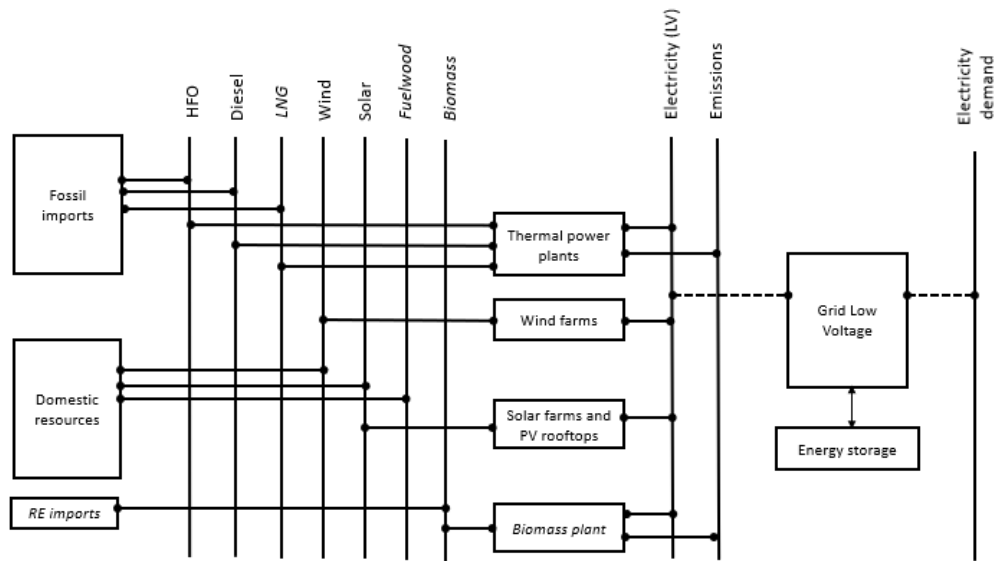 HFO
Diesel
LNG
Wind
Solar
Fuelwood
Biomass
Electricity (LV)
Emissions
Electricity
demand
Fossil
imports
Thermal power
plants
Wind farms
Grid Low
Voltage
Domestic
resources
Solar farms and
PV rooftops
Energy storage
RE imports
Biomass plant